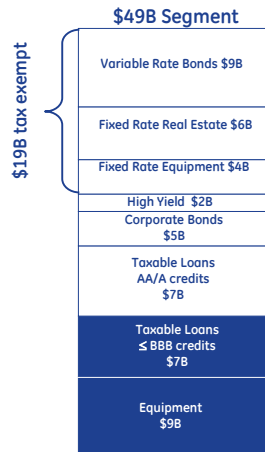 $49B Segment
$19B tax exempt
Variable Rate Bonds $9B
Fixed Rate Real Estate $6B
Fixed Rate Equipment $4B
High Yield $2B
Corporate Bonds
$5B
Taxable Loans
AA/A credits
$7B
Taxable Loans
≤ BBB credits
$7B
Equipment
$9B